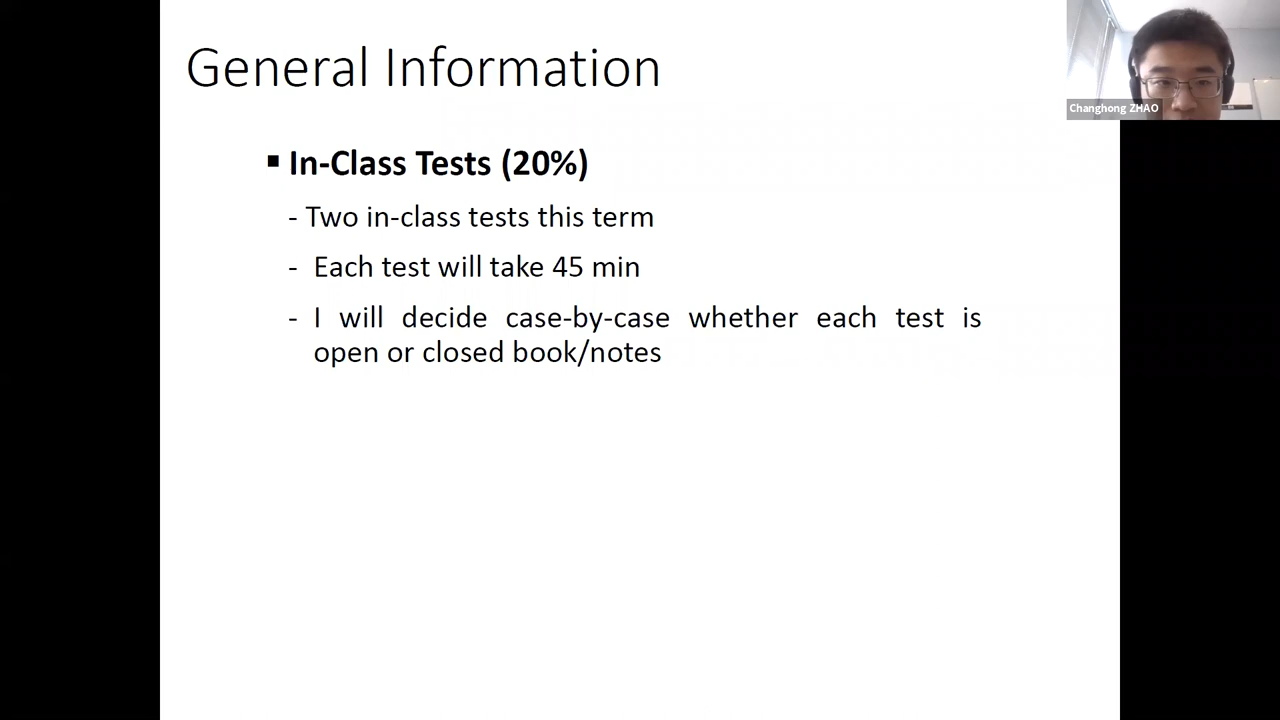 General Information
Changhong ZHAO
▪ In-Class Tests (20%)
- Two in-class tests this term
- Each test will take 45 min
- I will decide case-by-case whether each test is
open or closed book/notes